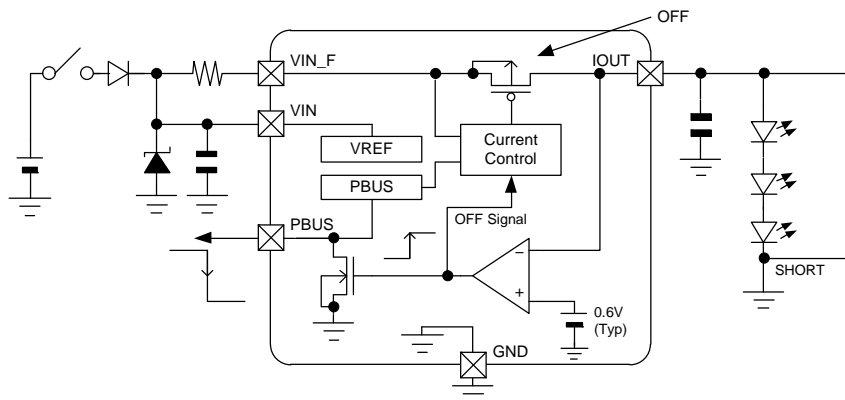 OFF
VIN_F
IOUT
VIN
VREF
Current
Control
PBUS
PBUS
OFF Signal
SHORT
0.6V
(Typ)
GND